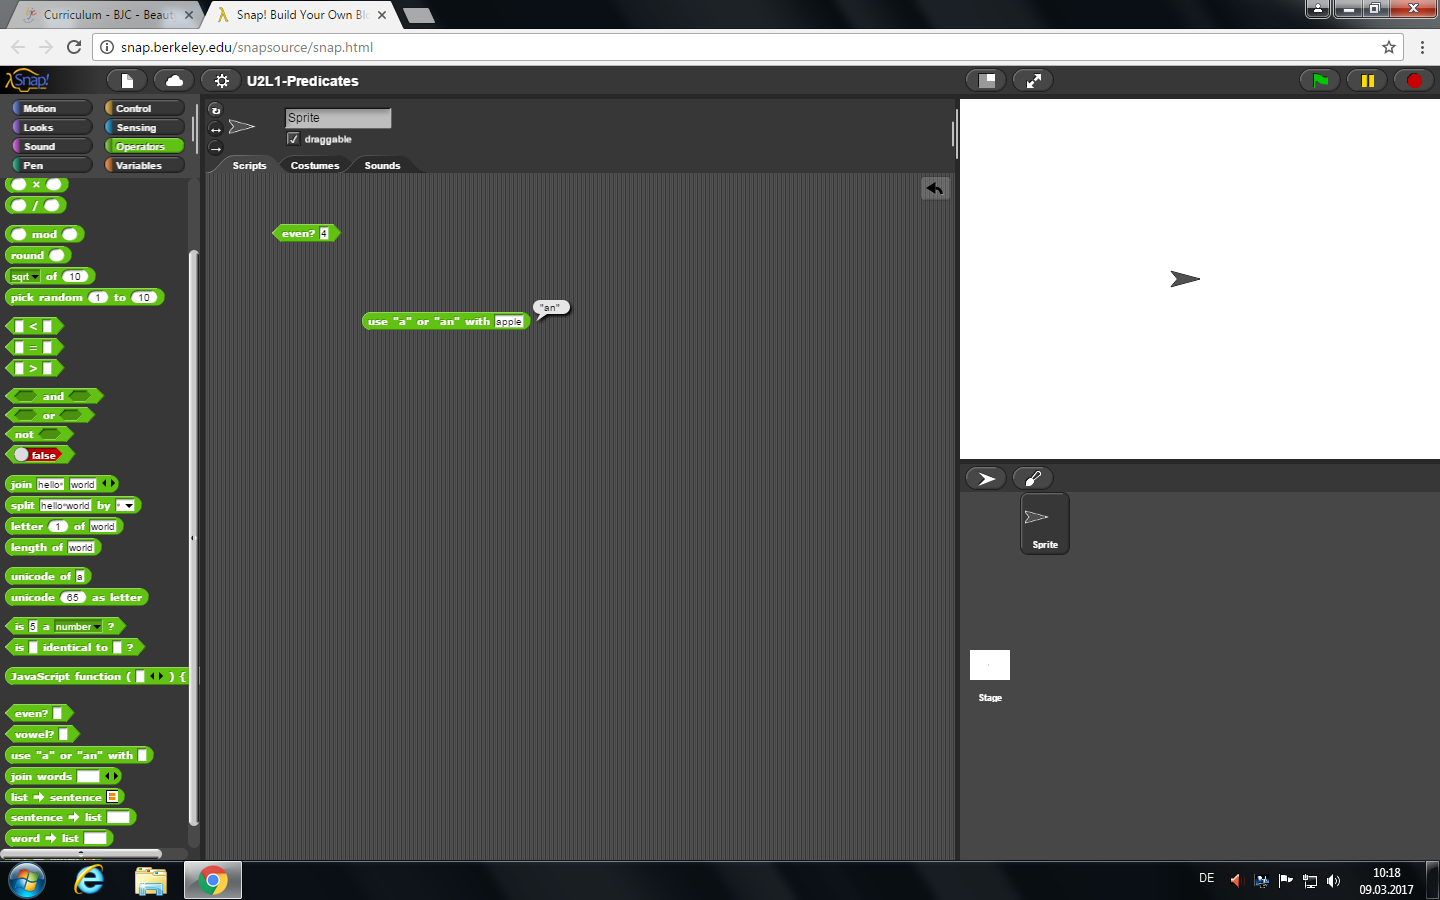 Curriculum - BJC - Beaut
Snap! Build Your Own Blo
snap.berkeley.edu/snapsource/snap.html
Snap!
U2L1-Predicates
Motion
Control
Looks
Sensing
Sound
Operators
Pen
Variables
Sprite
draggable
Scripts
Costumes
Sounds
×
/
mod
round
sqrt of 10
pick random 1 to 10
<
=
>
and
or
not
false
join hello world
split hello world by
letter 1 of world
length of world
unicode of a
unicode 65 as letter
is 5 a number ?
is identical to ?
JavaScript function ( ) {
even?
vowel?
use "a" or "an" with
join words
list → sentence
sentence → list
word → list
even? 4
use "a" or "an" with apple
"an"
Sprite
Stage
DE
10:18
09.03.2017